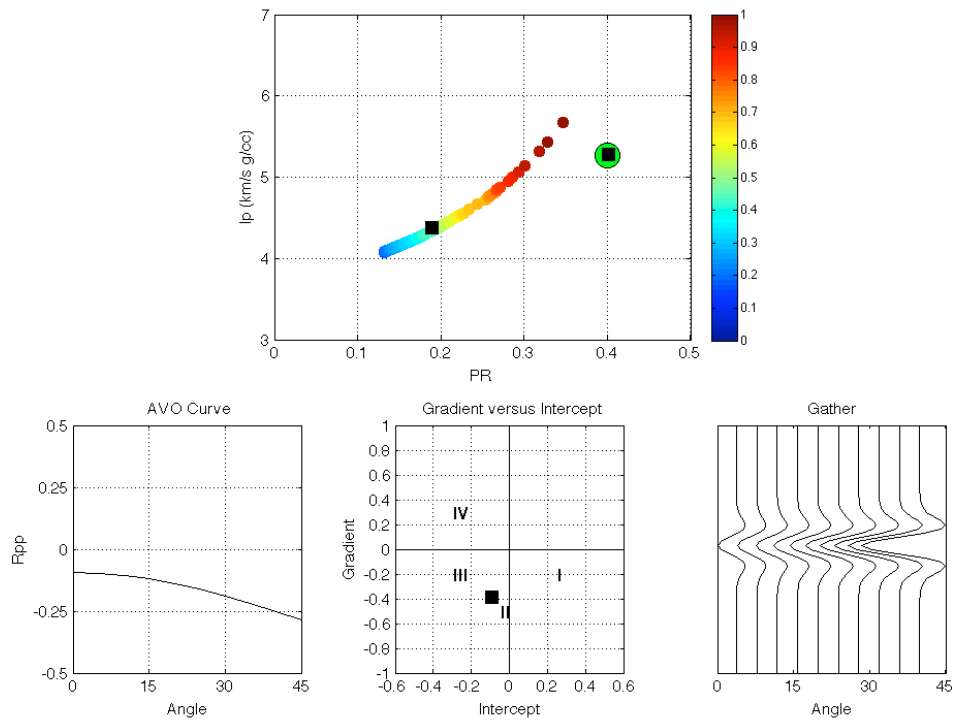 7
6
5
4
3
Ip (km/s g/cc)
0 0.1 0.2 0.3 0.4 0.5
PR
1
0.9
0.8
0.7
0.6
0.5
0.4
0.3
0.2
0.1
0
AVO Curve
0.5
0.25
0
-0.25
-0.5
Rpp
0 15 30 45
Angle
Gradient versus Intercept
1
0.8
0.6
0.4
0.2
0
-0.2
-0.4
-0.6
-0.8
-1
Gradient
IV
III
I
II
-0.6 -0.4 -0.2 0 0.2 0.4 0.6
Intercept
Gather
0 15 30 45
Angle